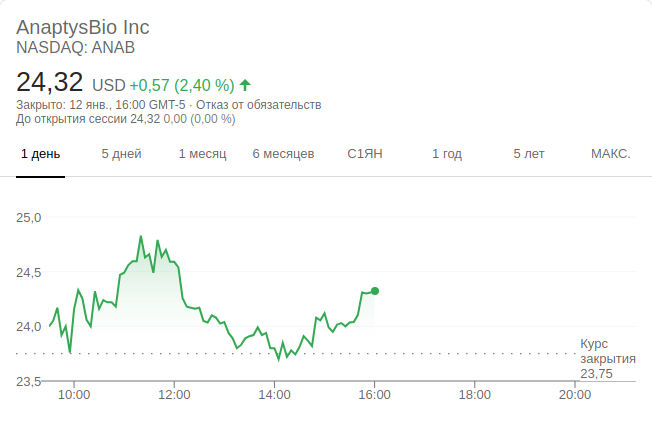 AnaptysBio Inc
NASDAQ: ANAB
24,32 USD +0,57 (2,40 %)
Закрыто: 12 янв., 16:00 GMT-5 · Отказ от обязательств
До открытия сессии 24,32 0,00 (0,00 %)
1 день 5 дней 1 месяц 6 месяцев С1ЯН 1 год 5 лет МАКС.
25,0
24,5
24,0
Курс
закрытия
23,75
23,5
10:00 12:00 14:00 16:00 18:00 20:00